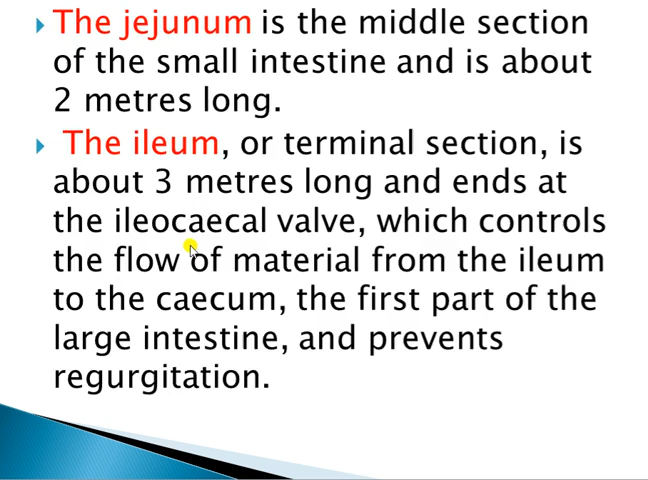 The jejunum is the middle section
of the small intestine and is about
2 metres long.
The ileum, or terminal section, is
about 3 metres long and ends at
the ileocaecal valve, which controls
the flow of material from the ileum
to the caecum, the first part of the
large intestine, and prevents
regurgitation.